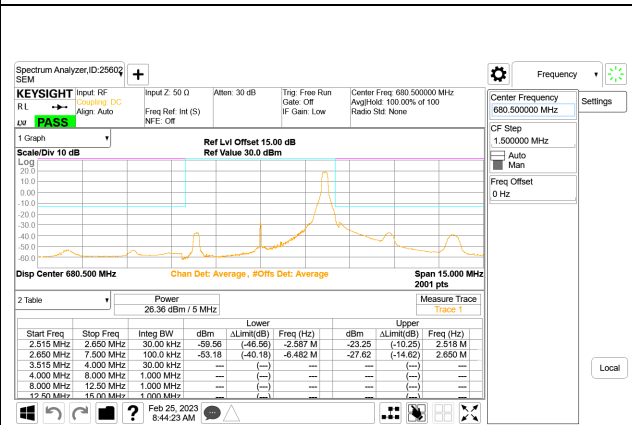 Spectrum Analyzer,ID:25602
SEM
Frequency
KEYSIGHT
Input: RF
Coupling: DC
Align: Auto
Input Z: 50 Ω
Freq Ref: Int (S)
NFE: Off
Atten: 30 dB
Trig: Free Run
Gate: Off
IF Gain: Low
Center Freq: 680.500000 MHz
Avg|Hold: 100.00% of 100
Radio Std: None
RL
LXI PASS
Center Frequency
680.500000 MHz
Settings
CF Step
1.500000 MHz
Auto
Man
Freq Offset
0 Hz
1 Graph
Ref Lvl Offset 15.00 dB
Scale/Div 10 dB
Ref Value 30.0 dBm
Log
20.0
10.0
0.00
-10.0
-20.0
-30.0
-40.0
-50.0
-60.0
Disp Center 680.500 MHz
Chan Det: Average , #Offs Det: Average
Span 15.000 MHz
2001 pts
2 Table
Power
26.36 dBm / 5 MHz
Measure Trace
Trace 1
Lower Upper
Start Freq Stop Freq Integ BW dBm ΔLimit(dB) Freq (Hz) dBm ΔLimit(dB) Freq (Hz)
2.515 MHz 2.650 MHz 30.00 kHz -59.56 (-46.56) -2.587 M -23.25 (-10.25) 2.518 M
2.650 MHz 7.500 MHz 100.0 kHz -53.18 (-40.18) -6.482 M -27.62 (-14.62) 2.650 M
3.515 MHz 4.000 MHz 30.00 kHz --- (---) --- --- (---) ---
4.000 MHz 8.000 MHz 1.000 MHz --- (---) --- --- (---) ---
8.000 MHz 12.50 MHz 1.000 MHz --- (---) --- --- (---) ---
12.50 MHz 15.00 MHz 1.000 MHz --- (---) --- --- (---) ---
Local
Feb 25, 2023
8:44:23 AM